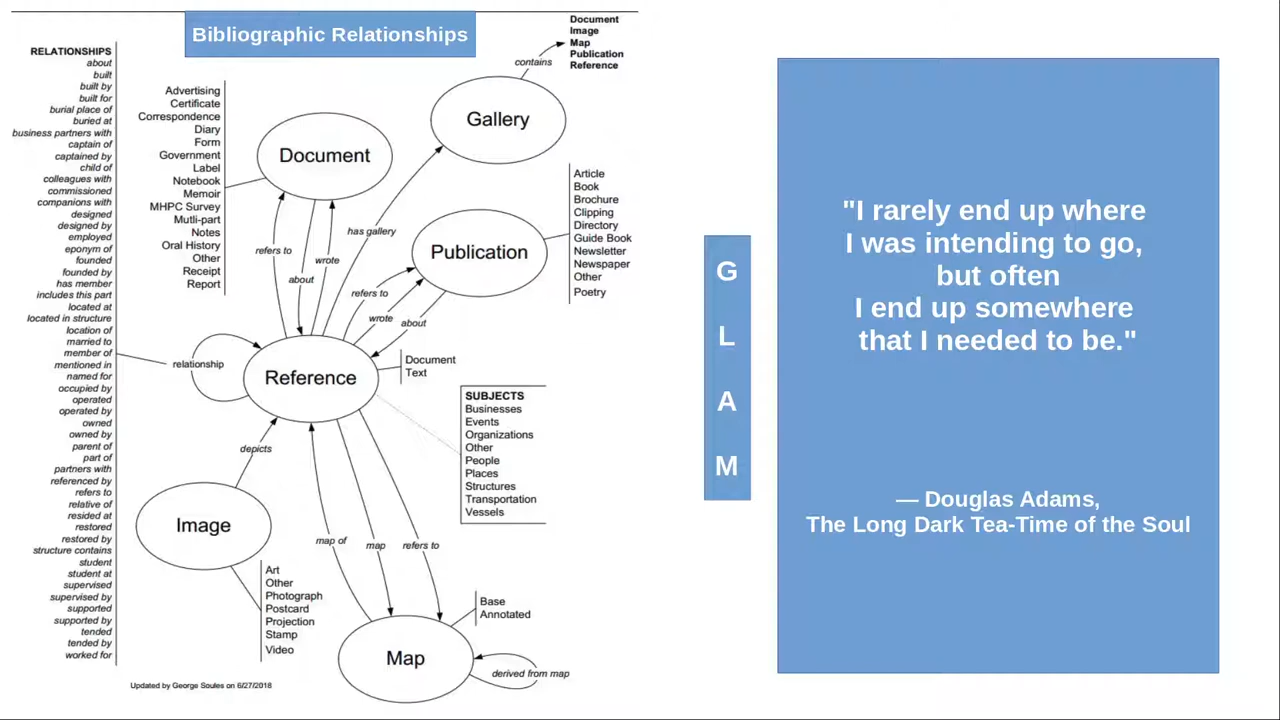 Bibliographic Relationships
RELATIONSHIPS
about
built
built by
built for
burial place of
buried at
business partners with
captain of
captained by
child of
colleagues with
commissioned
companions with
designed
designed by
employed
eponym of
founded
founded by
has member
includes this part
located at
located in structure
location of
married to
member of
mentioned in
named for
occupied by
operated
operated by
owned
owned by
parent of
part of
partners with
referenced by
refers to
relative of
resided at
restored
restored by
structure contains
student
student at
supervised
supervised by
supported
supported by
tended
tended by
worked for
Advertising
Certificate
Correspondence
Diary
Form
Government
Label
Notebook
Memoir
MHPC Survey
Mutli-part
Notes
Oral History
Other
Receipt
Report
Document
Gallery
contains
Document
Image
Map
Publication
Reference
Publication
Article
Book
Brochure
Clipping
Directory
Guide Book
Newsletter
Newspaper
Other
Poetry
refers to
about
wrote
has gallery
refers to
wrote
about
relationship
Reference
Document
Text
SUBJECTS
Businesses
Events
Organizations
Other
People
Places
Structures
Transportation
Vessels
depicts
Image
Art
Other
Photograph
Postcard
Projection
Stamp
Video
map of
map
refers to
Map
Base
Annotated
derived from map
Updated by George Soules on 6/27/2018
G
L
A
M
"I rarely end up where
I was intending to go,
but often
I end up somewhere
that I needed to be."
— Douglas Adams,
The Long Dark Tea-Time of the Soul